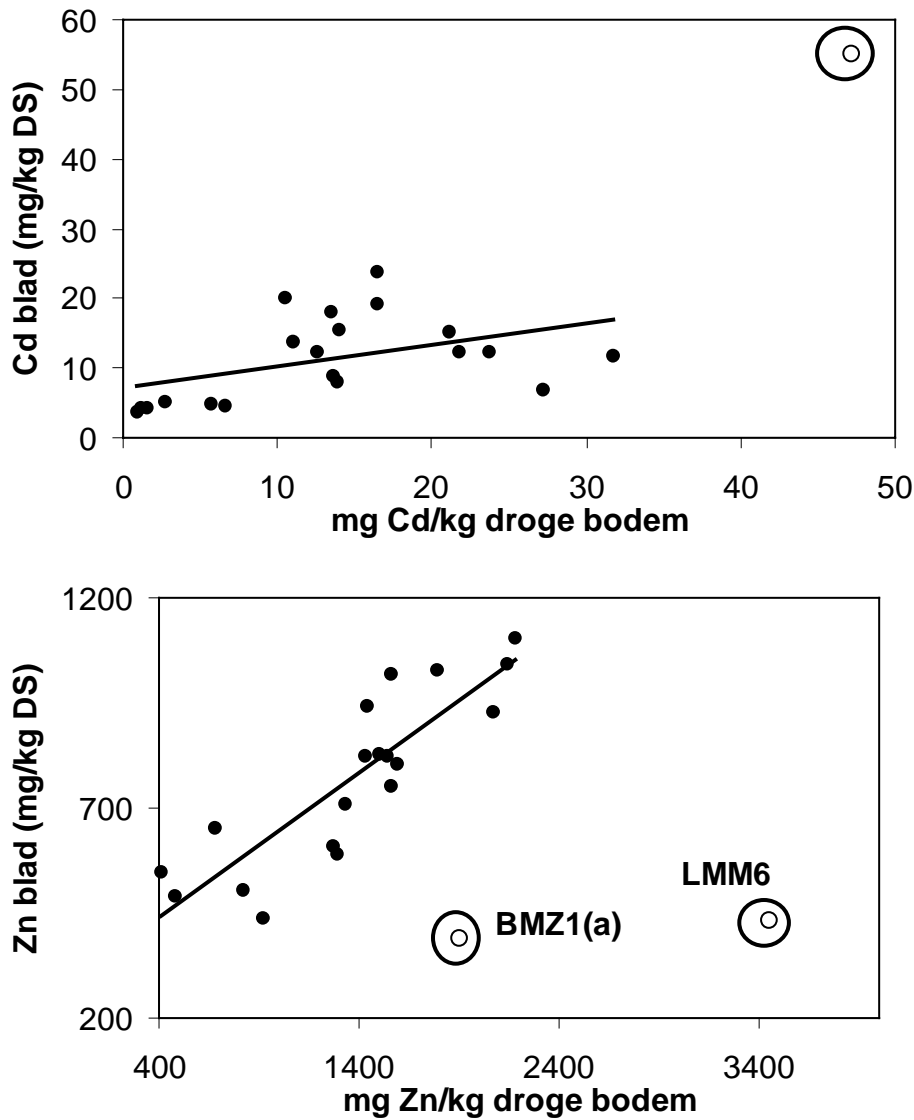 Cd blad (mg/kg DS)
60
50
40
30
20
10
0
0 10 20 30 40 50
mg Cd/kg droge bodem
Zn blad (mg/kg DS)
1200
700
200
LMM6
BMZ1(a)
400 1400 2400 3400
mg Zn/kg droge bodem